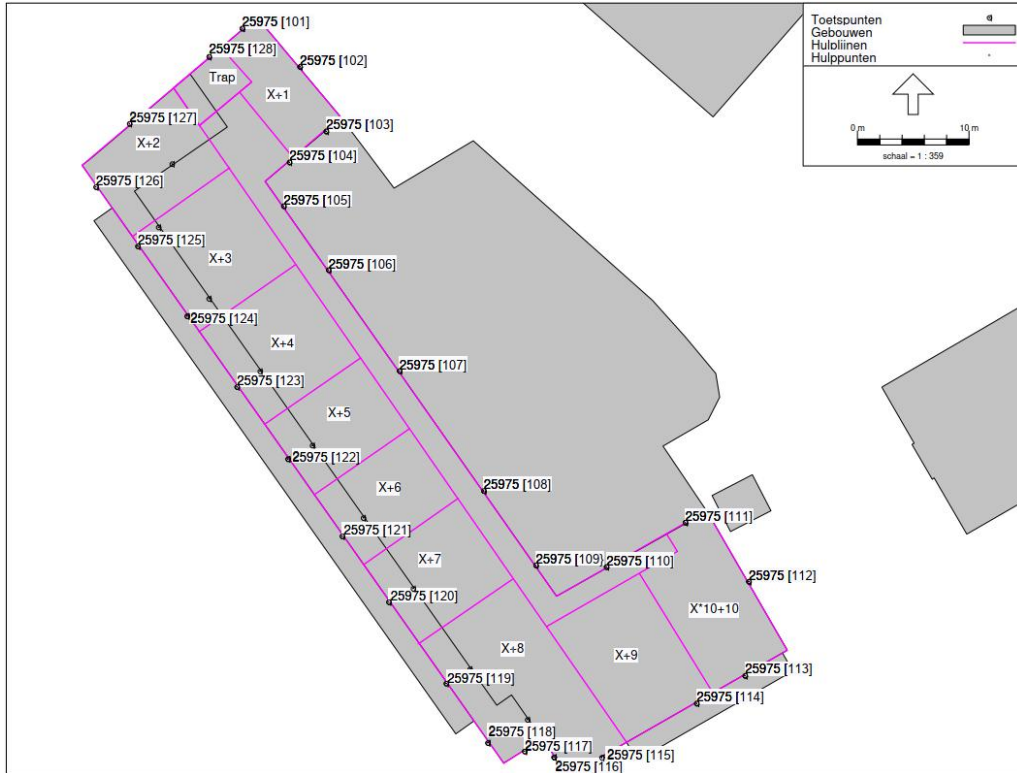 25975 [101]
Toetspunten
Gebouwen
Hulplijnen
Hulppunten
25975 [128]
25975 [102]
Trap
X+1
0 m
10 m
schaal = 1 : 359
25975 [127]
25975 [103]
X+2
25975 [104]
25975 [126]
25975 [105]
25975 [125]
X+3
25975 [106]
25975 [124]
X+4
25975 [107]
25975 [123]
X+5
25975 [122]
X+6
25975 [108]
25975 [121]
25975 [111]
X+7
25975 [109]
25975 [110]
25975 [112]
25975 [120]
X*10+10
X+8
X+9
25975 [113]
25975 [119]
25975 [114]
25975 [118]
25975 [117]
25975 [115]
25975 [116]